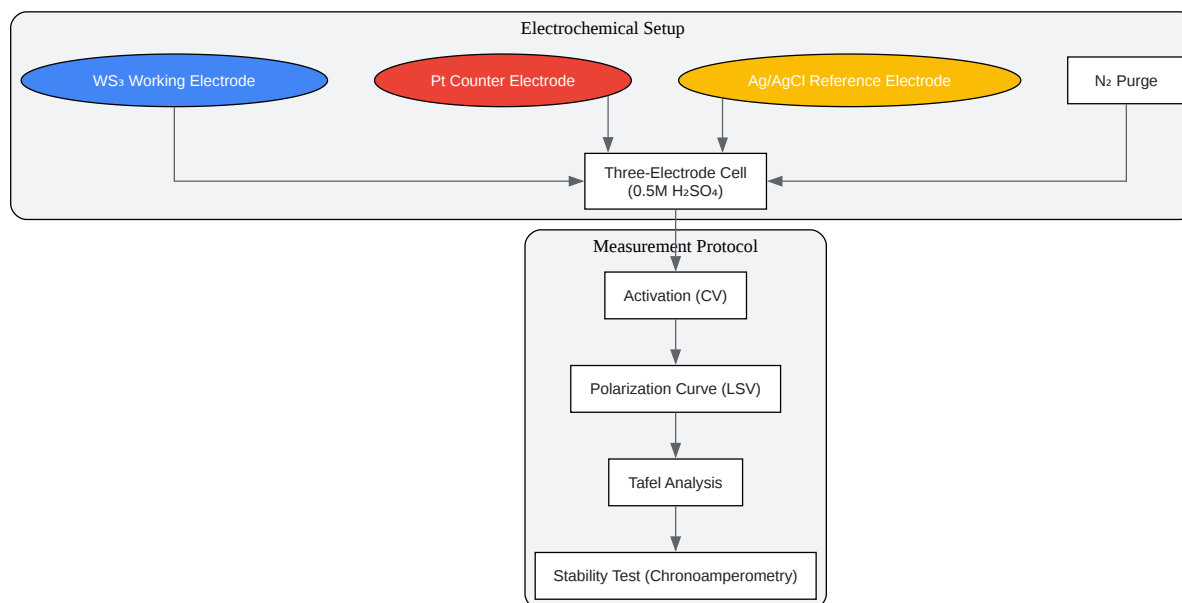 Electrochemical Setup
WS₃ Working Electrode
Pt Counter Electrode
Ag/AgCl Reference Electrode
N₂ Purge
Three-Electrode Cell
(0.5M H₂SO₄)
Measurement Protocol
Activation (CV)
Polarization Curve (LSV)
Tafel Analysis
Stability Test (Chronoamperometry)